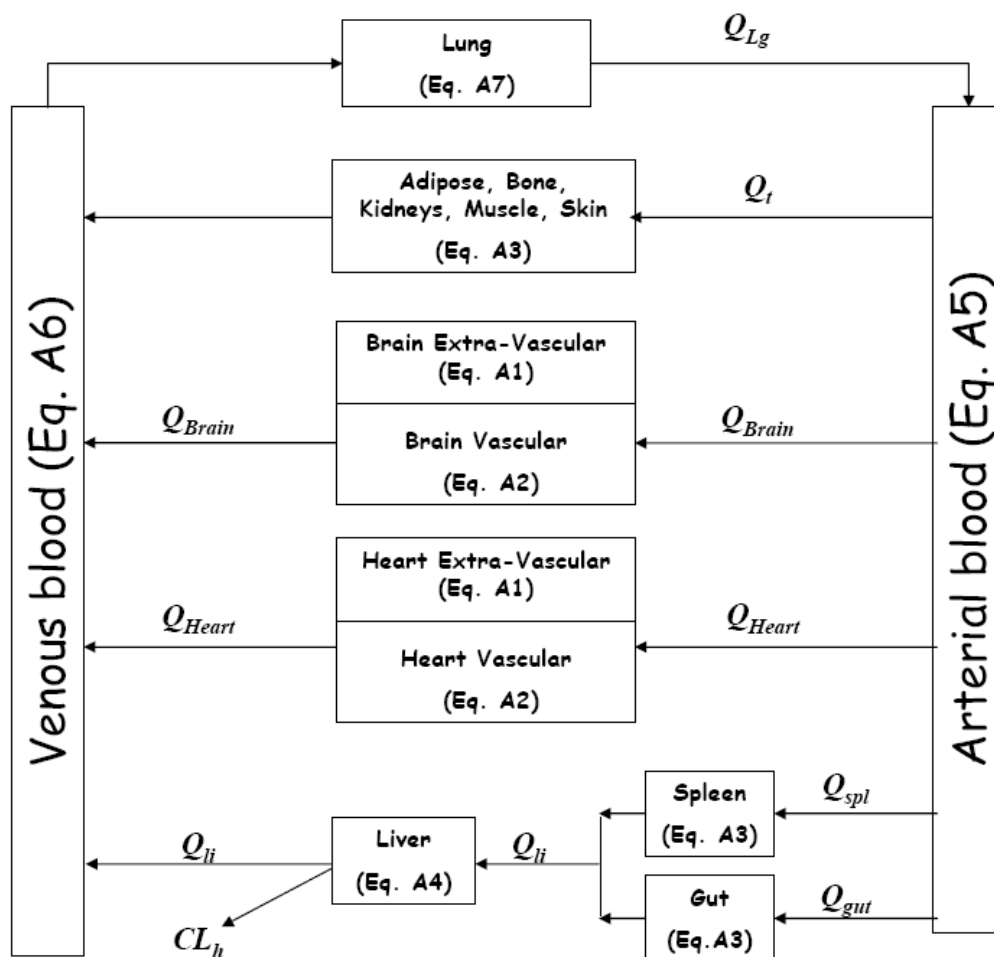 Lung
(Eq. A7)
Q_Lg
Adipose, Bone,
Kidneys, Muscle, Skin
(Eq. A3)
Q_t
Venous blood (Eq. A6)
Arterial blood (Eq. A5)
Brain Extra-Vascular
(Eq. A1)
Q_Brain
Brain Vascular
(Eq. A2)
Q_Brain
Heart Extra-Vascular
(Eq. A1)
Q_Heart
Heart Vascular
(Eq. A2)
Q_Heart
Spleen
(Eq. A3)
Q_spl
Q_li
Liver
(Eq. A4)
Q_li
Gut
(Eq.A3)
Q_gut
CL_h